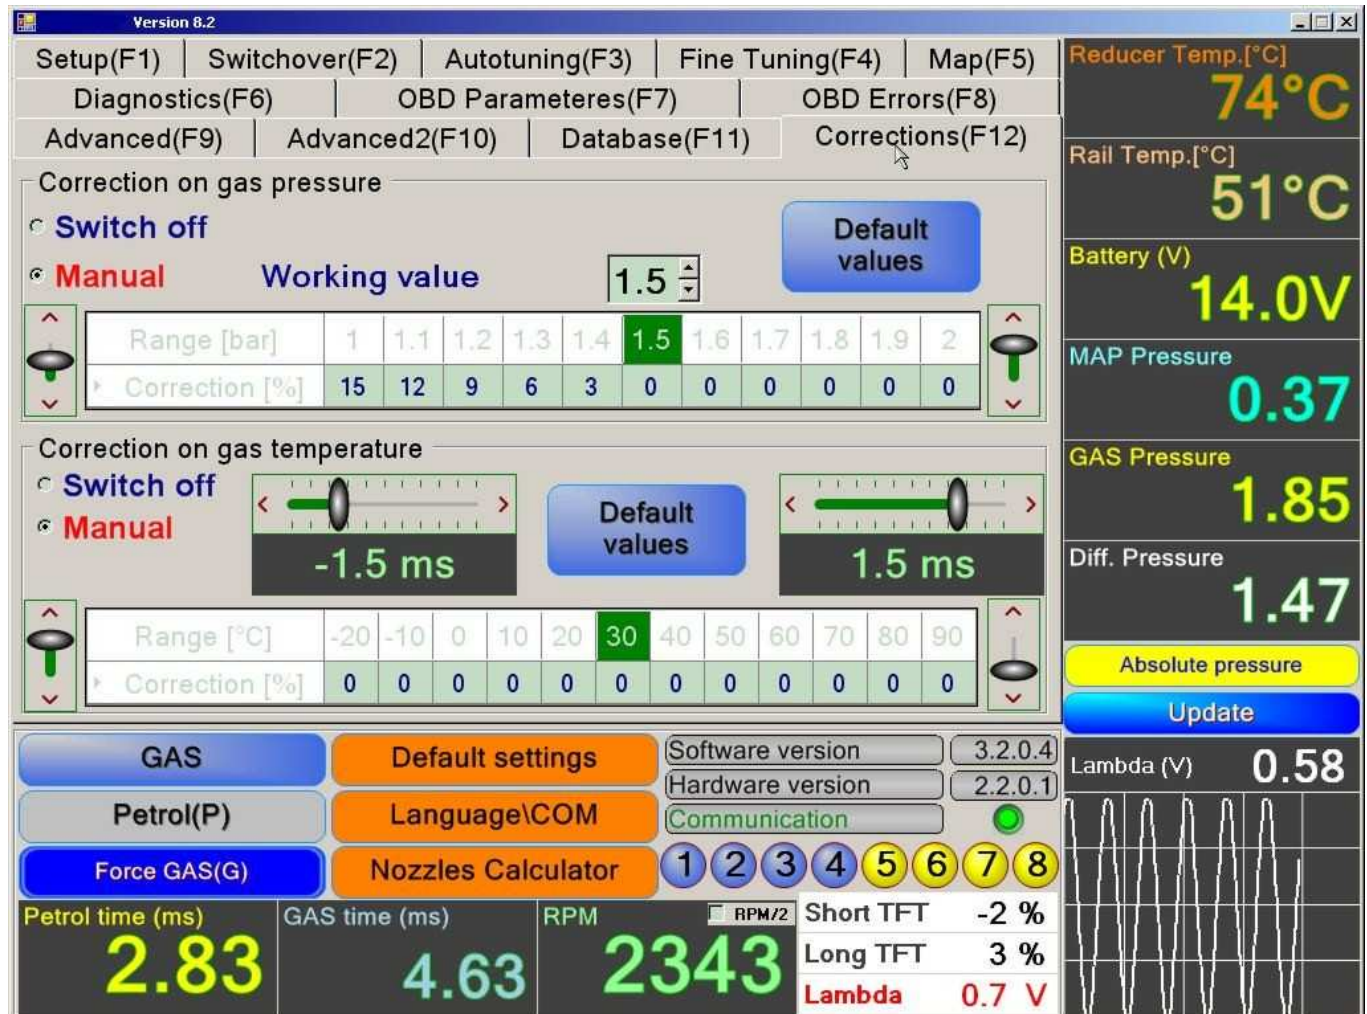 Version 8.2
Setup(F1) Switchover(F2) Autotuning(F3) Fine Tuning(F4) Map(F5)
Diagnostics(F6) OBD Parameteres(F7) OBD Errors(F8)
Advanced(F9) Advanced2(F10) Database(F11) Corrections(F12)
Correction on gas pressure
Switch off
Default values
Manual Working value 1.5
Range [bar] 1 1.1 1.2 1.3 1.4 1.5 1.6 1.7 1.8 1.9 2
Correction [%] 15 12 9 6 3 0 0 0 0 0 0
Correction on gas temperature
Switch off
Manual
-1.5 ms
Default
values
1.5 ms
Range [°C] -20 -10 0 10 20 30 40 50 60 70 80 90
Correction [%] 0 0 0 0 0 0 0 0 0 0 0 0
Reducer Temp.[°C]
74°C
Rail Temp.[°C]
51°C
Battery (V)
14.0V
MAP Pressure
0.37
GAS Pressure
1.85
Diff. Pressure
1.47
Absolute pressure
Update
Lambda (V) 0.58
GAS Default settings Software version 3.2.0.4
Hardware version 2.2.0.1
Petrol(P) Language\COM Communication
Force GAS(G) Nozzles Calculator 1 2 3 4 5 6 7 8
Petrol time (ms) GAS time (ms) RPM RPM/2
2.83 4.63 2343
Short TFT -2 %
Long TFT 3 %
Lambda 0.7 V